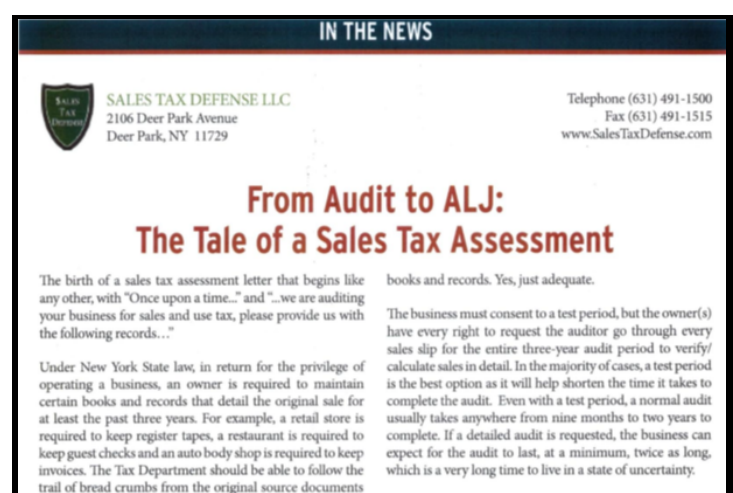 IN THE NEWS
SALES
TAX
DEFENSE
SALES TAX DEFENSE LLC
2106 Deer Park Avenue
Deer Park, NY 11729
Telephone (631) 491-1500
Fax (631) 491-1515
www.SalesTaxDefense.com
From Audit to ALJ:
The Tale of a Sales Tax Assessment
The birth of a sales tax assessment letter that begins like
any other, with “Once upon a time...” and “...we are auditing
your business for sales and use tax, please provide us with
the following records…”
Under New York State law, in return for the privilege of
operating a business, an owner is required to maintain
certain books and records that detail the original sale for
at least the past three years. For example, a retail store is
required to keep register tapes, a restaurant is required to
keep guest checks and an auto body shop is required to keep
invoices. The Tax Department should be able to follow the
trail of bread crumbs from the original source documents
books and records. Yes, just adequate.
The business must consent to a test period, but the owner(s)
have every right to request the auditor go through every
sales slip for the entire three-year audit period to verify/
calculate sales in detail. In the majority of cases, a test period
is the best option as it will help shorten the time it takes to
complete the audit. Even with a test period, a normal audit
usually takes anywhere from nine months to two years to
complete. If a detailed audit is requested, the business can
expect for the audit to last, at a minimum, twice as long,
which is a very long time to live in a state of uncertainty.